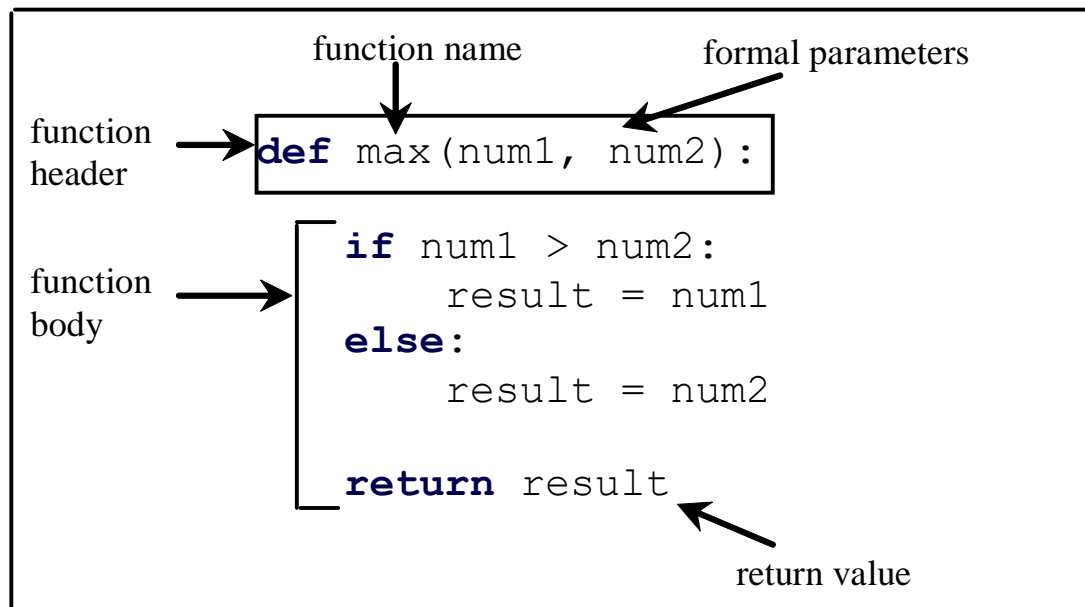 function name
formal parameters
function
header
def max(num1, num2):
if num1 > num2:
result = num1
function
body
else:
result = num2
return result
return value